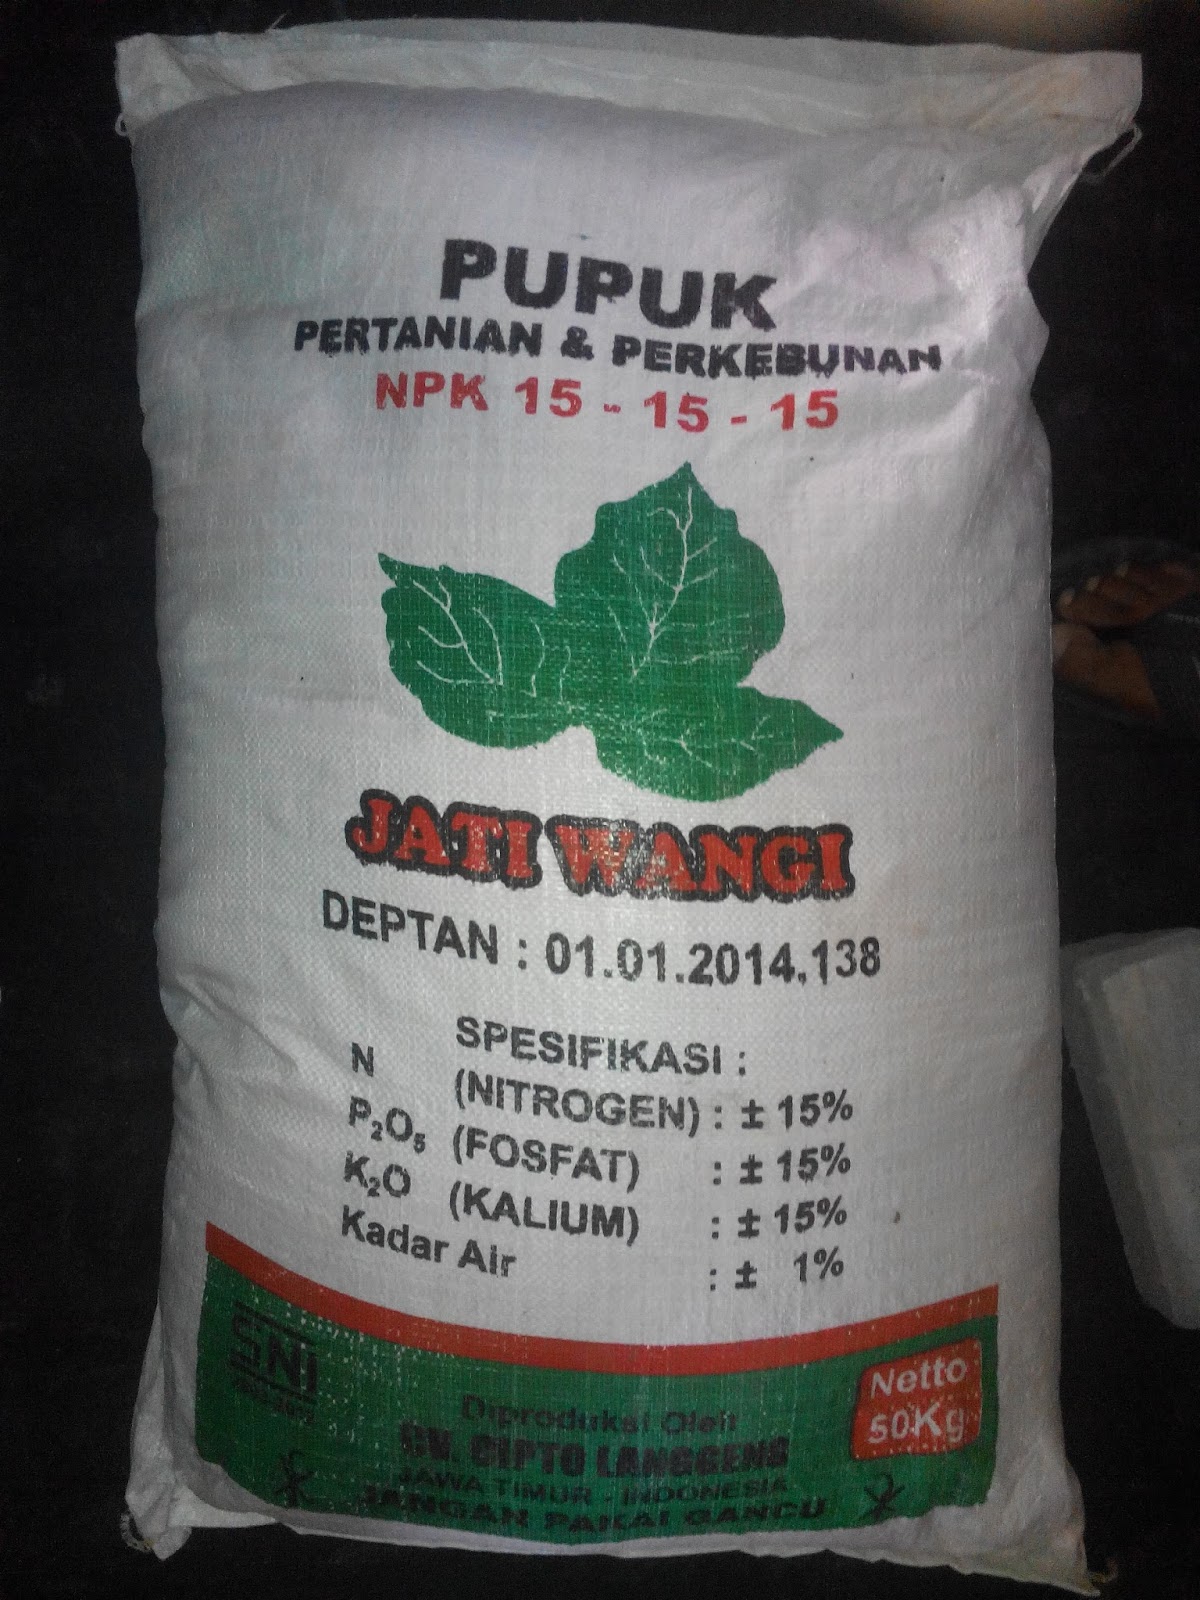 PUPUK
PERTANIAN & PERKEBUNAN
NPK 15 - 15 - 15
JATI WANGI
DEPTAN : 01.01.2014.138
SPESIFIKASI :
N (NITROGEN) : ± 15%
P₂O₅ (FOSFAT) : ± 15%
K₂O (KALIUM) : ± 15%
Kadar Air : ± 1%
SNI
Netto
50Kg
Diproduksi Oleh
CV. CIPTO LANGGENG
JAWA TIMUR - INDONESIA
JANGAN PAKAI GANCU